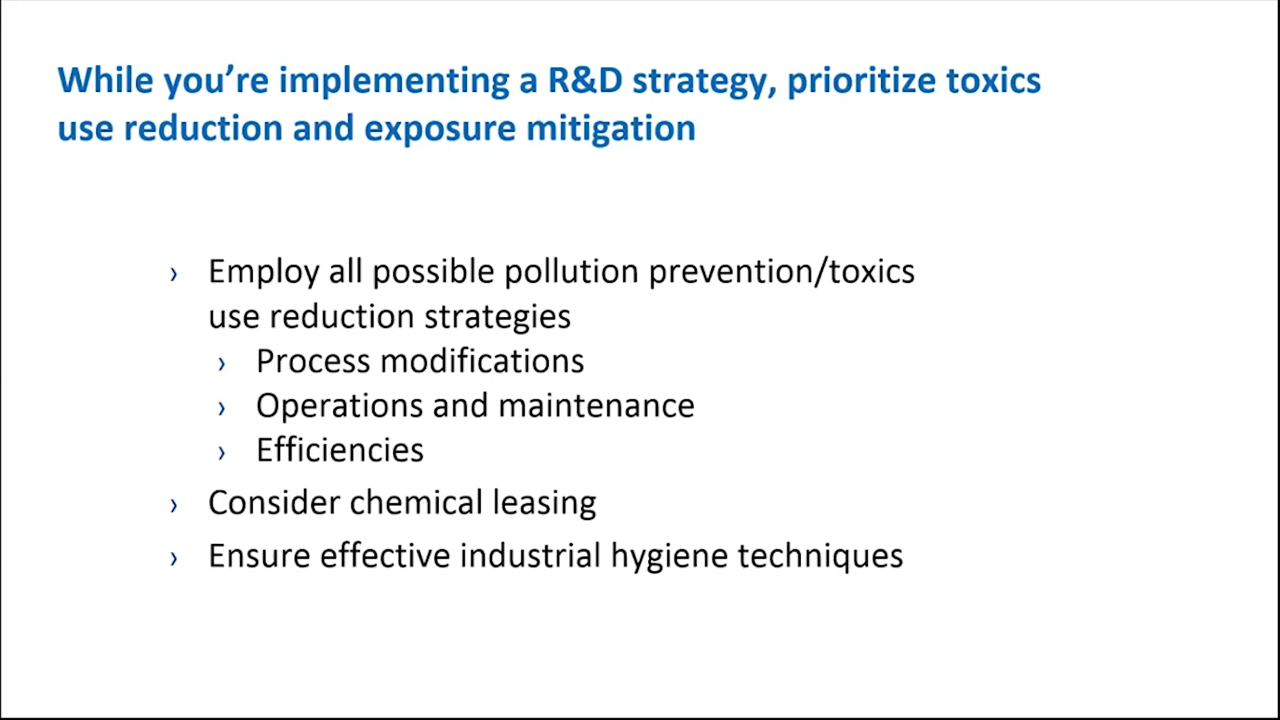 While you’re implementing a R&D strategy, prioritize toxics
use reduction and exposure mitigation
› Employ all possible pollution prevention/toxics
use reduction strategies
› Process modifications
› Operations and maintenance
› Efficiencies
› Consider chemical leasing
› Ensure effective industrial hygiene techniques